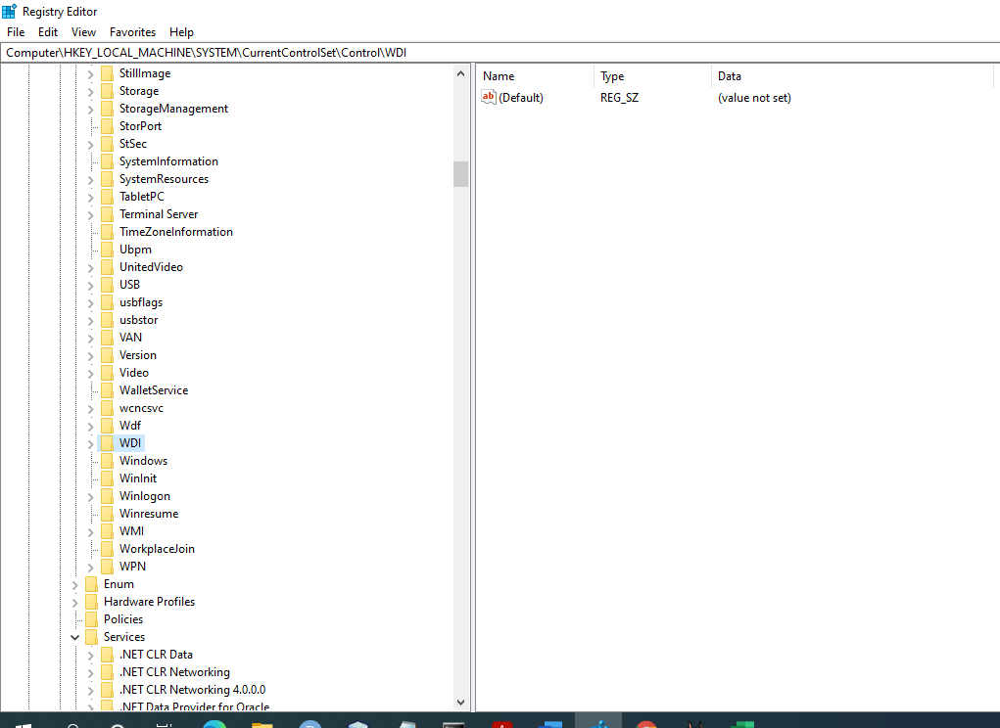 Registry Editor
File Edit View Favorites Help
Computer\HKEY_LOCAL_MACHINE\SYSTEM\CurrentControlSet\Control\WDI
Name Type Data
ab (Default) REG_SZ (value not set)
StillImage
Storage
StorageManagement
StorPort
StSec
SystemInformation
SystemResources
TabletPC
Terminal Server
TimeZoneInformation
Ubpm
UnitedVideo
USB
usbflags
usbstor
VAN
Version
Video
WalletService
wcncsvc
Wdf
WDI
Windows
WinInit
Winlogon
Winresume
WMI
WorkplaceJoin
WPN
Enum
Hardware Profiles
Policies
Services
.NET CLR Data
.NET CLR Networking
.NET CLR Networking 4.0.0.0
.NET Data Provider for Oracle